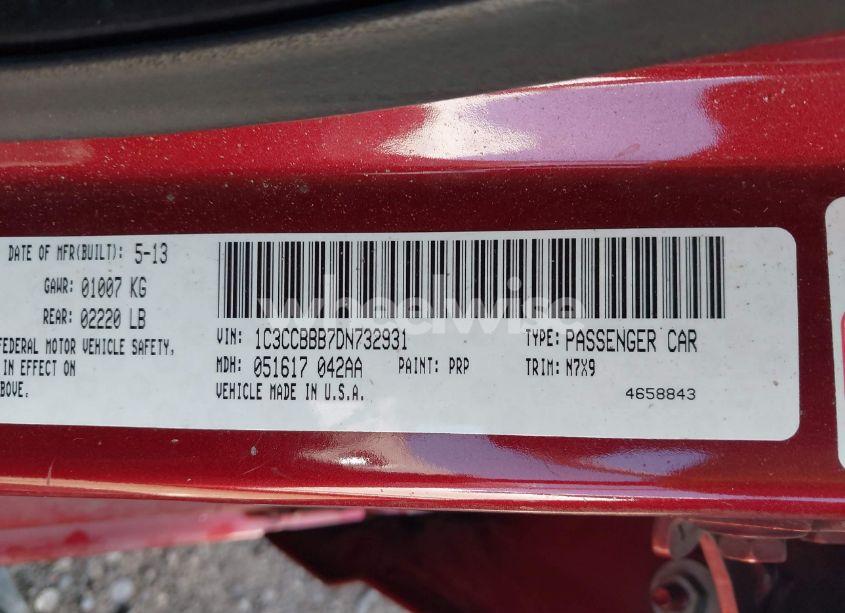 DATE OF MFR(BUILT): 5-13
GAWR: 01007 KG
REAR: 02220 LB
FEDERAL MOTOR VEHICLE SAFETY,
IN EFFECT ON
BOVE.
wheelwise
VIN: 1C3CCBBB7DN732931 TYPE: PASSENGER CAR
MDH: 051617 042AA PAINT: PRP TRIM: N7X9
VEHICLE MADE IN U.S.A. 4658843